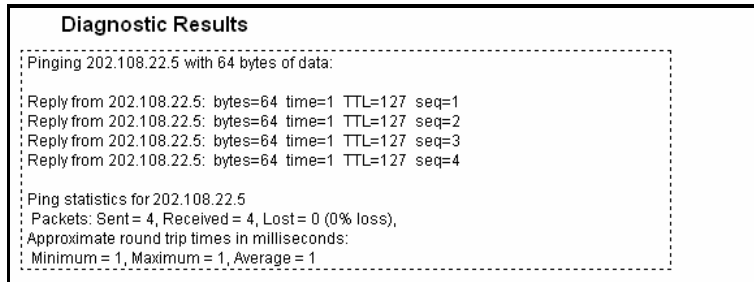 Diagnostic Results
Pinging 202.108.22.5 with 64 bytes of data:
Reply from 202.108.22.5: bytes=64 time=1 TTL=127 seq=1
Reply from 202.108.22.5: bytes=64 time=1 TTL=127 seq=2
Reply from 202.108.22.5: bytes=64 time=1 TTL=127 seq=3
Reply from 202.108.22.5: bytes=64 time=1 TTL=127 seq=4
Ping statistics for 202.108.22.5
Packets: Sent = 4, Received = 4, Lost = 0 (0% loss),
Approximate round trip times in milliseconds:
Minimum = 1, Maximum = 1, Average = 1